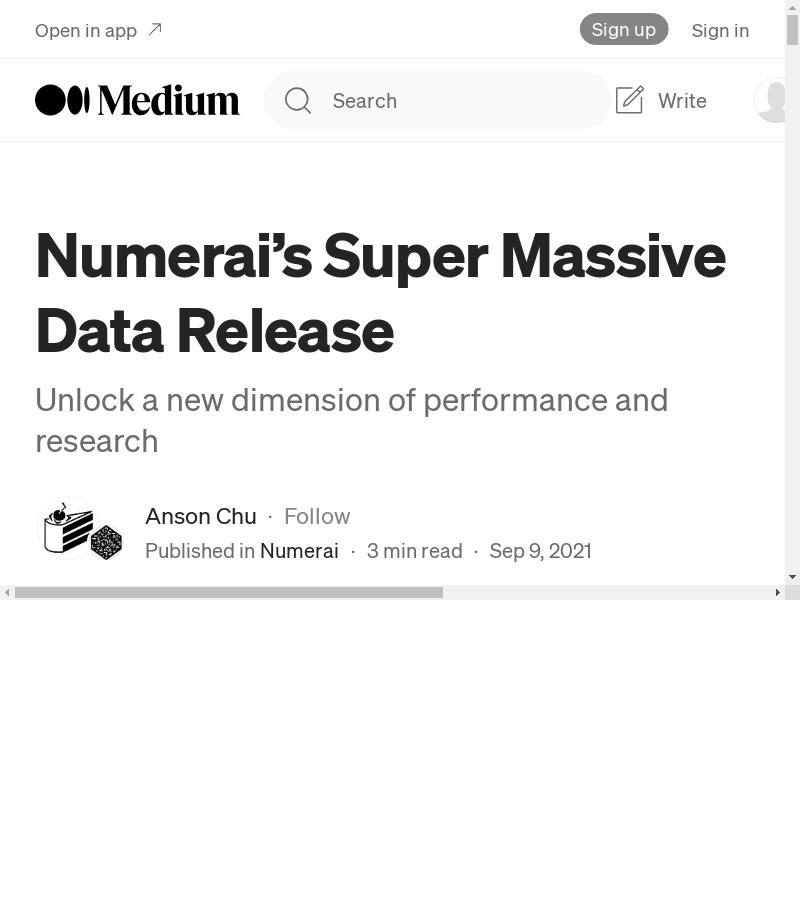 Open in app
Sign up
Sign in
Medium
Search
Write
Numerai’s Super Massive
Data Release
Unlock a new dimension of performance and
research
Anson Chu · Follow
Published in Numerai · 3 min read · Sep 9, 2021